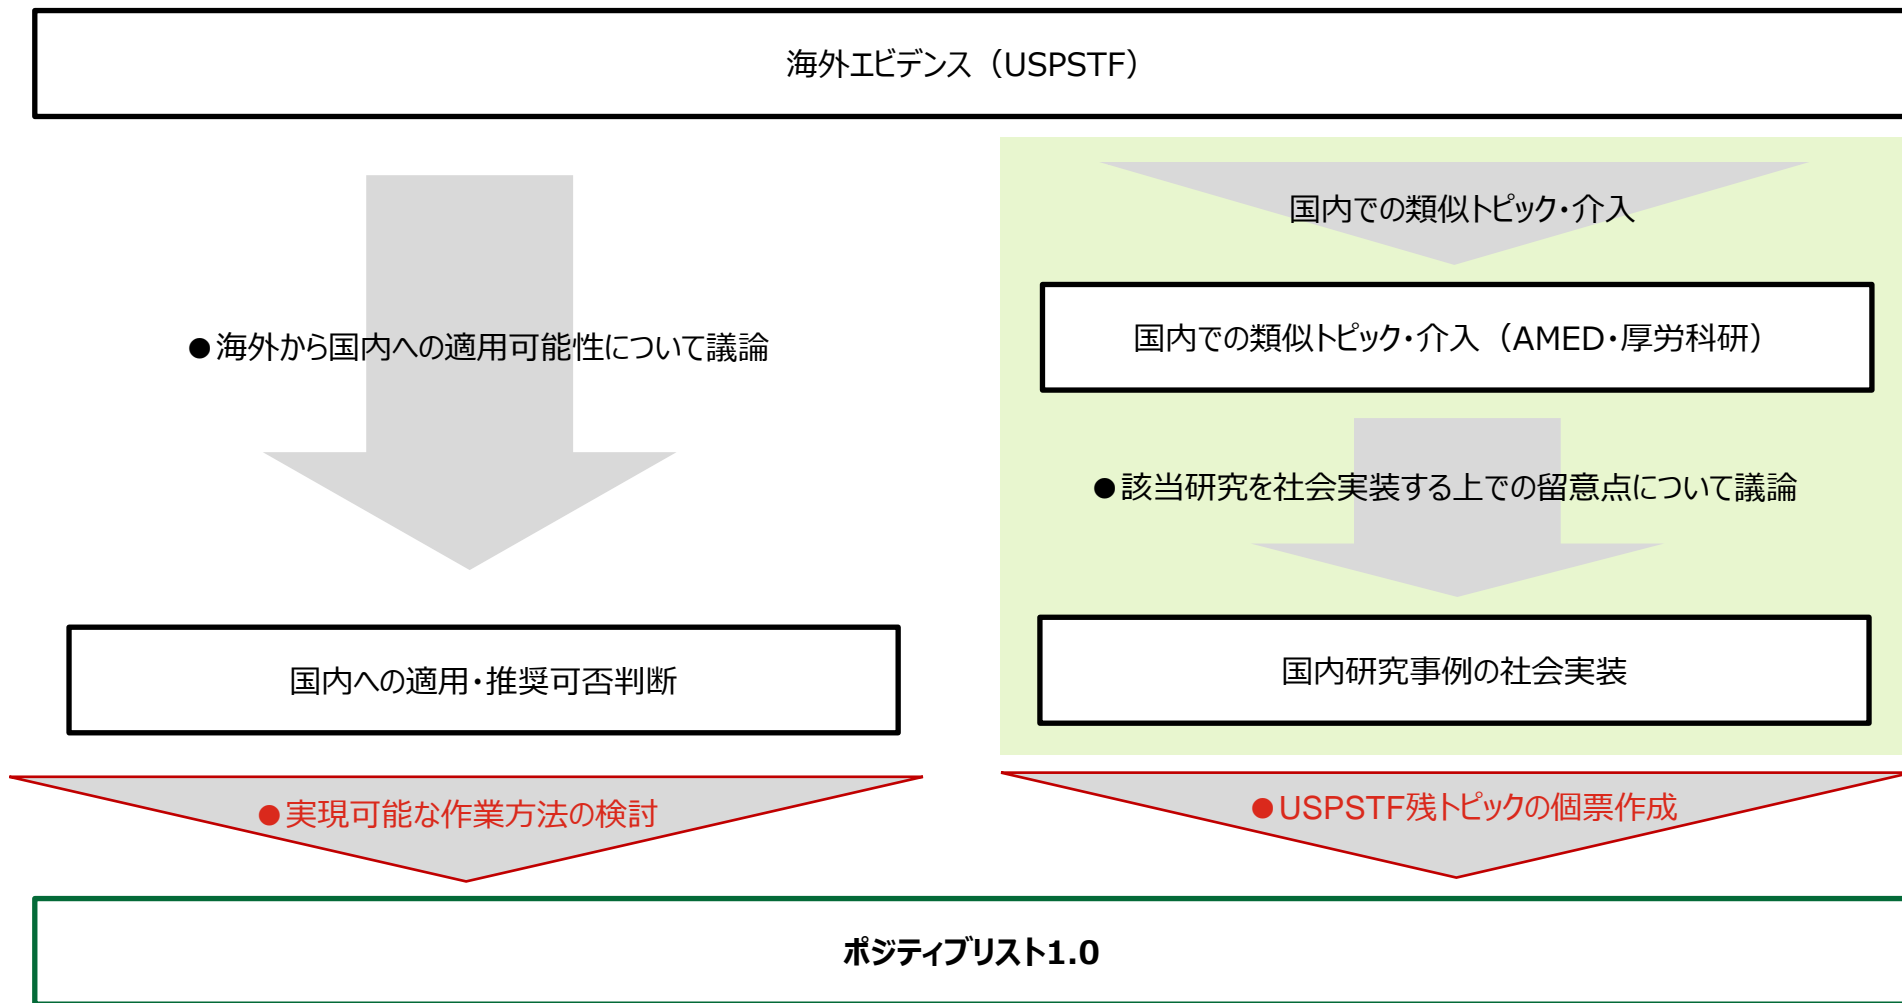 海外エビデンス（USPSTF）
●海外から国内への適用可能性について議論
国内への適用・推奨可否判断
●実現可能な作業方法の検討
国内での類似トピック・介入
国内での類似トピック・介入（AMED・厚労科研）
●該当研究を社会実装する上での留意点について議論
国内研究事例の社会実装
●USPSTF残トピックの個票作成
ポジティブリスト1.0